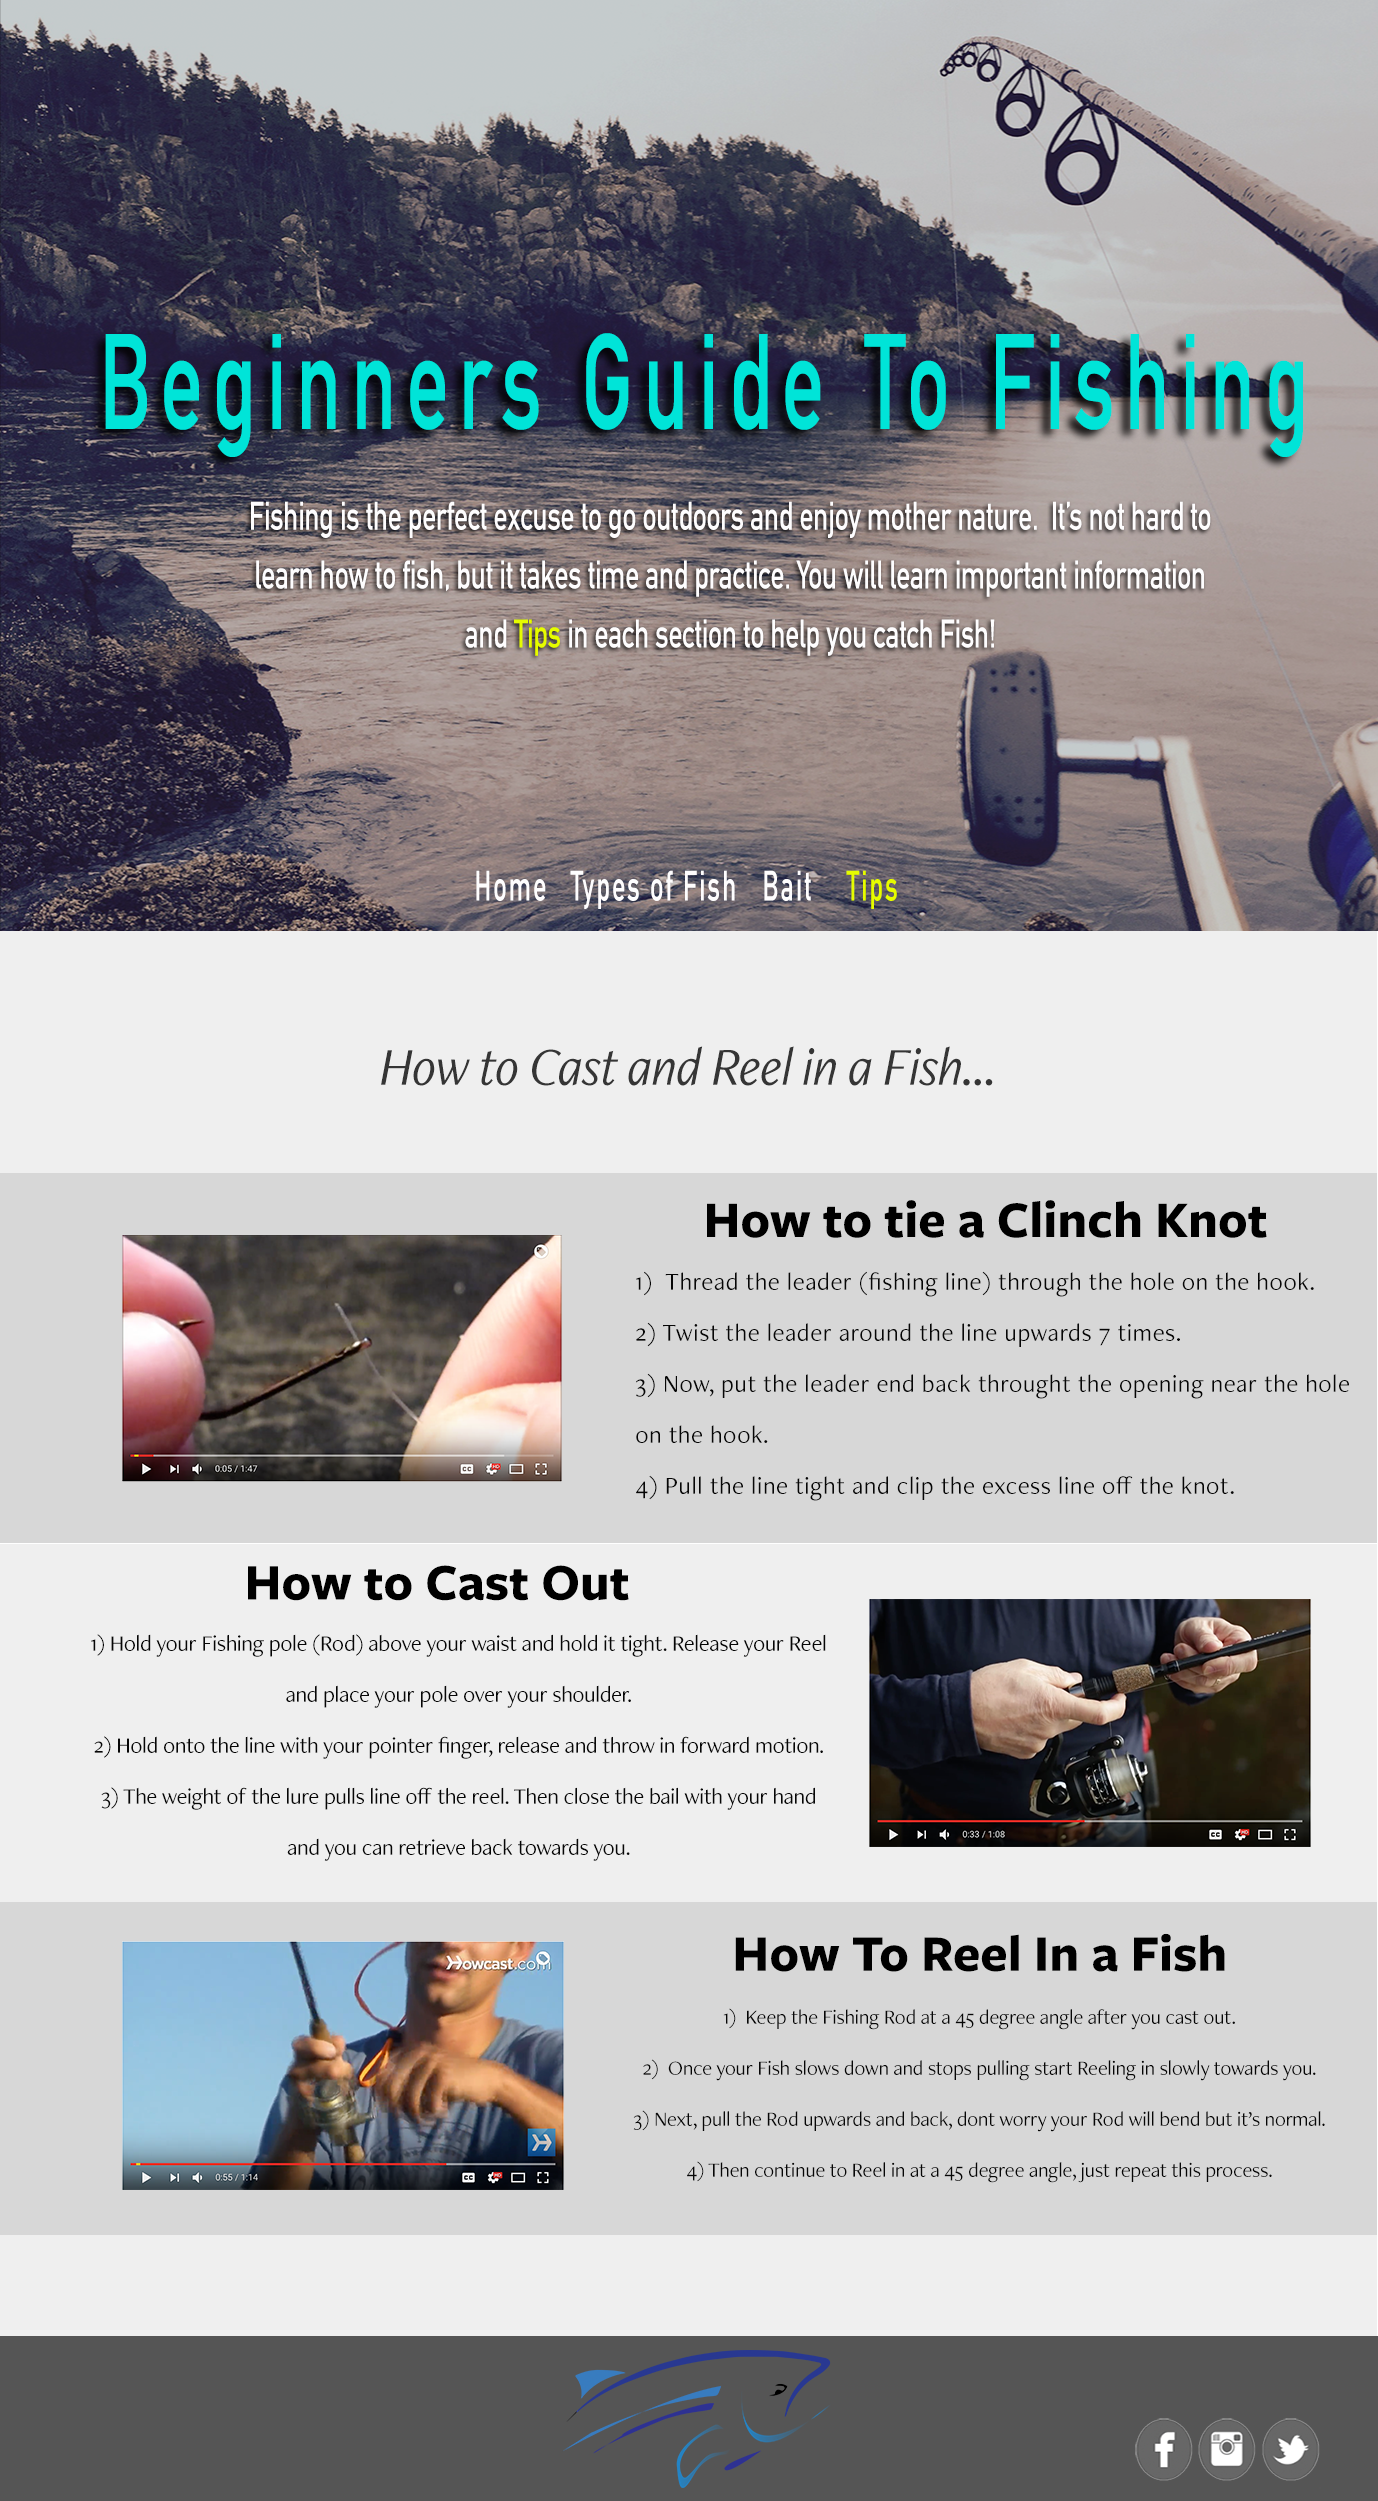 Beginners Guide To Fishing
Fishing is the perfect excuse to go outdoors and enjoy mother nature.  It's not hard to
learn how to fish, but it takes time and practice. You will learn important information
and Tips in each section to help you catch Fish!
Home Types of Fish Bait Tips
How to Cast and Reel in a Fish...
How to tie a Clinch Knot
1)  Thread the leader (fishing line) through the hole on the hook.
2) Twist the leader around the line upwards 7 times.
3) Now, put the leader end back throught the opening near the hole
on the hook.
4) Pull the line tight and clip the excess line off the knot.
0:05 / 1:47
CC
HD
How to Cast Out
1) Hold your Fishing pole (Rod) above your waist and hold it tight. Release your Reel
and place your pole over your shoulder.
2) Hold onto the line with your pointer finger, release and throw in forward motion.
3) The weight of the lure pulls line off the reel. Then close the bail with your hand
and you can retrieve back towards you.
0:33 / 1:08
CC
HD
Howcast.com
0:55 / 1:14
CC
HD
How To Reel In a Fish
1)  Keep the Fishing Rod at a 45 degree angle after you cast out.
2)  Once your Fish slows down and stops pulling start Reeling in slowly towards you.
3) Next, pull the Rod upwards and back, dont worry your Rod will bend but it's normal.
4) Then continue to Reel in at a 45 degree angle, just repeat this process.